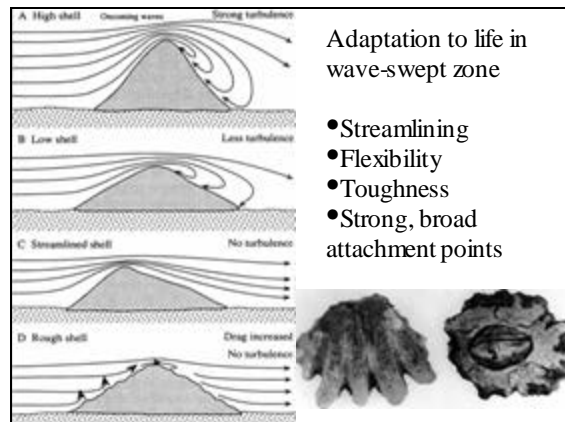 A High shell
Oncoming waves
Strong turbulence
B Low shell
Less turbulence
C Streamlined shell
No turbulence
D Rough shell
Drag increased
No turbulence
Adaptation to life in
wave-swept zone
•Streamlining
•Flexibility
•Toughness
•Strong, broad
attachment points